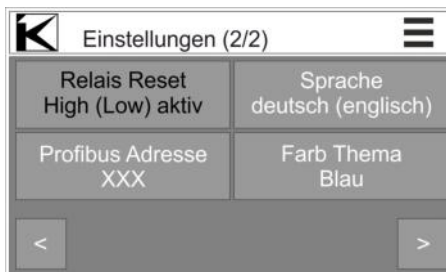 Einstellungen (2/2)
Relais Reset
High (Low) aktiv
Sprache
deutsch (englisch)
Profibus Adresse
XXX
Farb Thema
Blau
<
>